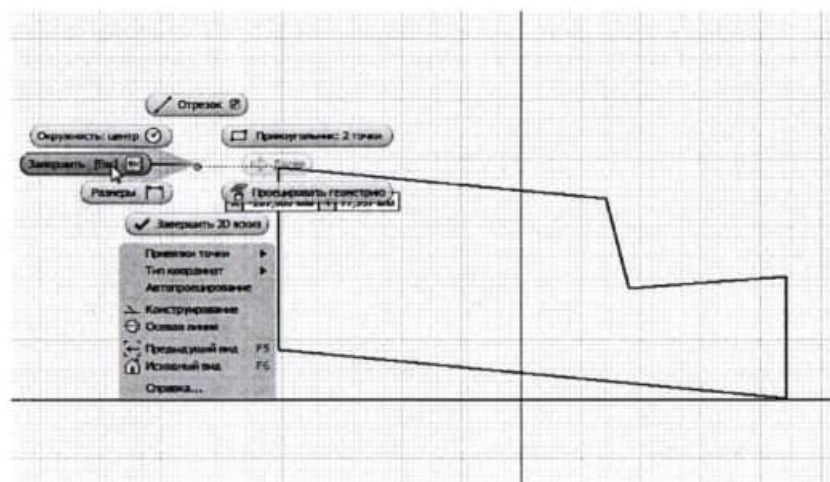 Отрезок
Окружность: центр
Прямоугольник: 2 точки
Завершить [Esc]
Размеры
Проецировать геометрию
Завершить 2D эскиз
Привязки точки
Тип координат
Автопроецирование
Конструирование
Осевая линия
Предыдущий вид F5
Исходный вид F6
Справка...